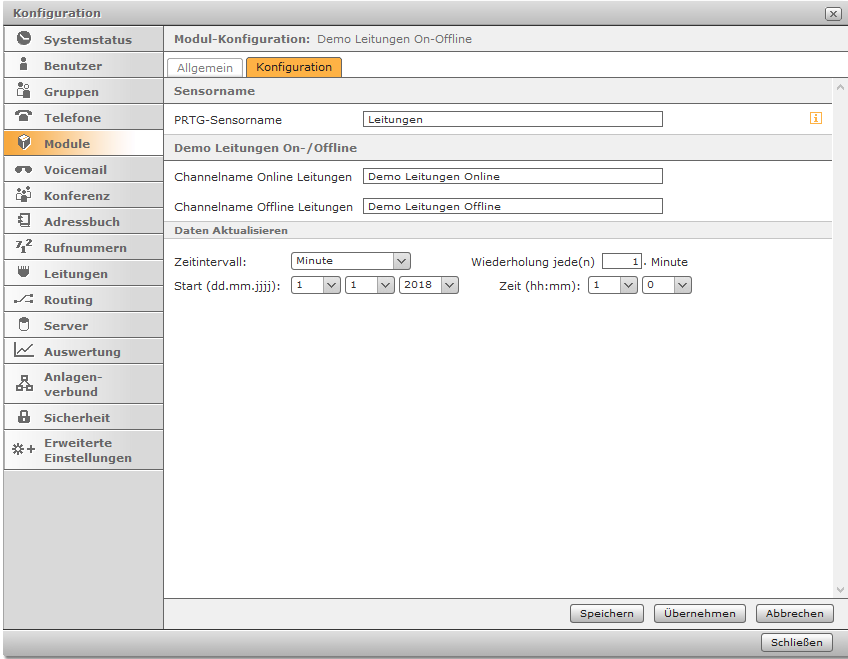 Konfiguration
Systemstatus
Benutzer
Gruppen
Telefone
Module
Voicemail
Konferenz
Adressbuch
Rufnummern
Leitungen
Routing
Server
Auswertung
Anlagen-
verbund
Sicherheit
Erweiterte
Einstellungen
Modul-Konfiguration: Demo Leitungen On-Offline
Allgemein Konfiguration
Sensorname
PRTG-Sensorname Leitungen
Demo Leitungen On-/Offline
Channelname Online Leitungen Demo Leitungen Online
Channelname Offline Leitungen Demo Leitungen Offline
Daten Aktualisieren
Zeitintervall: Minute Wiederholung jede(n) 1. Minute
Start (dd.mm.jjjj): 1 1 2018 Zeit (hh:mm): 1 0
Speichern Übernehmen Abbrechen
Schließen